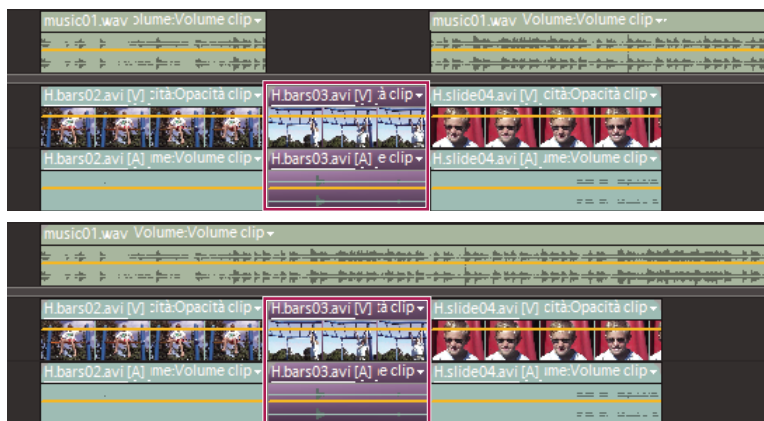 music01.wav olume:Volume clip music01.wav Volume:Volume clip
H.bars02.avi [V] cità:Opacità clip H.bars03.avi [V] à clip H.slide04.avi [V] cità:Opacità clip
H.bars02.avi [A] ume:Volume clip H.bars03.avi [A] e clip H.slide04.avi [A] ume:Volume clip
music01.wav Volume:Volume clip
H.bars02.avi [V] cità:Opacità clip H.bars03.avi [V] tà clip H.slide04.avi [V] cità:Opacità clip
H.bars02.avi [A] ume:Volume clip H.bars03.avi [A] e clip H.slide04.avi [A] ume:Volume clip